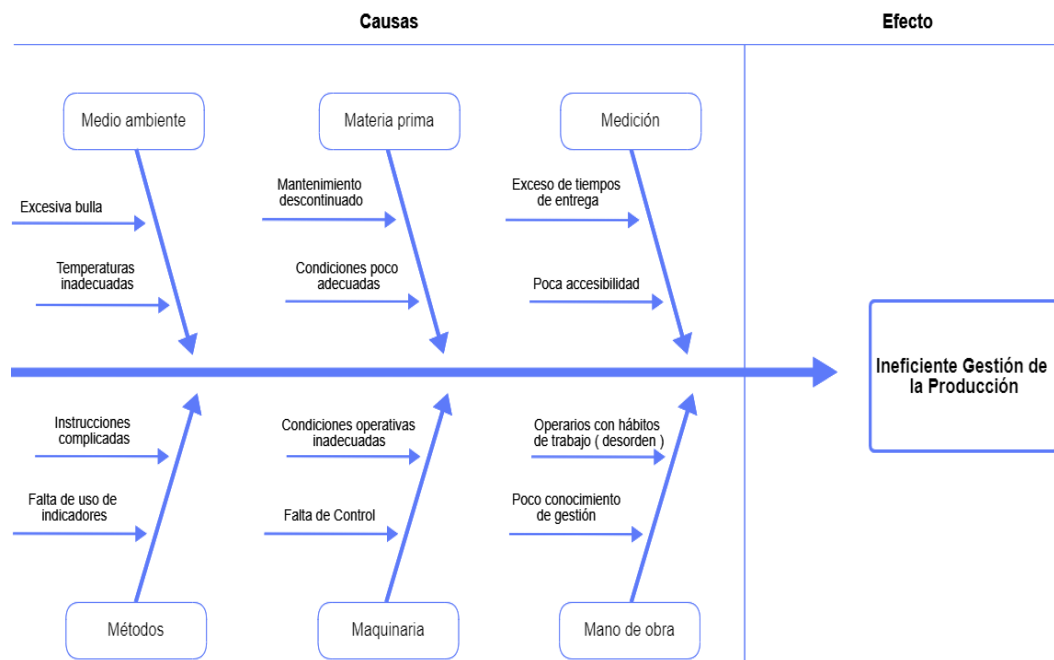 Causas
Efecto
Medio ambiente
Materia prima
Medición
Excesiva bulla
Temperaturas
inadecuadas
Mantenimiento
descontinuado
Condiciones poco
adecuadas
Exceso de tiempos
de entrega
Poca accesibilidad
Ineficiente Gestión de
la Producción
Instrucciones
complicadas
Falta de uso de
indicadores
Condiciones operativas
inadecuadas
Falta de Control
Operarios con hábitos
de trabajo ( desorden )
Poco conocimiento
de gestión
Métodos
Maquinaria
Mano de obra